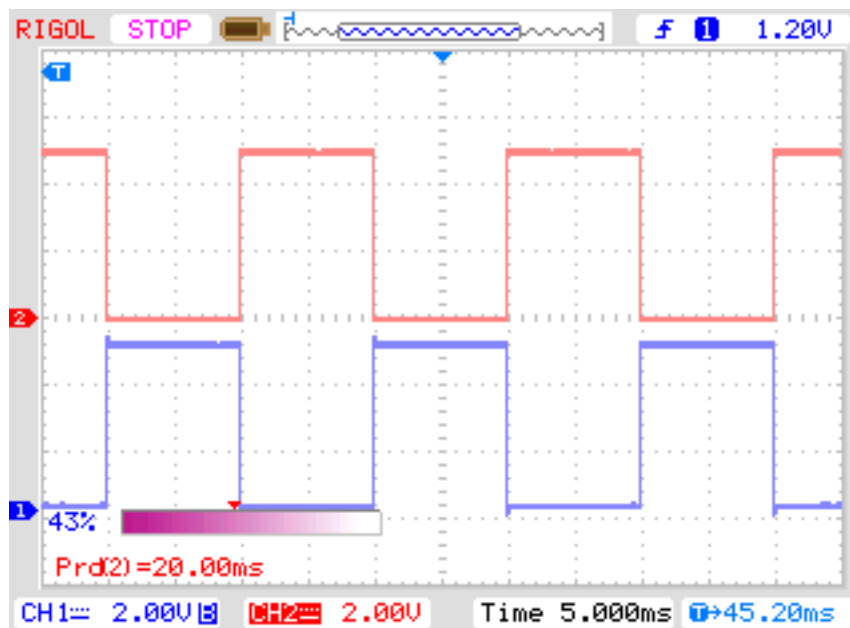 RIGOL STOP 1 1.20V
T
2
1
43%
Prd(2)=20.00ms
CH1 2.00V B CH2 2.00V Time 5.000ms T→45.20ms